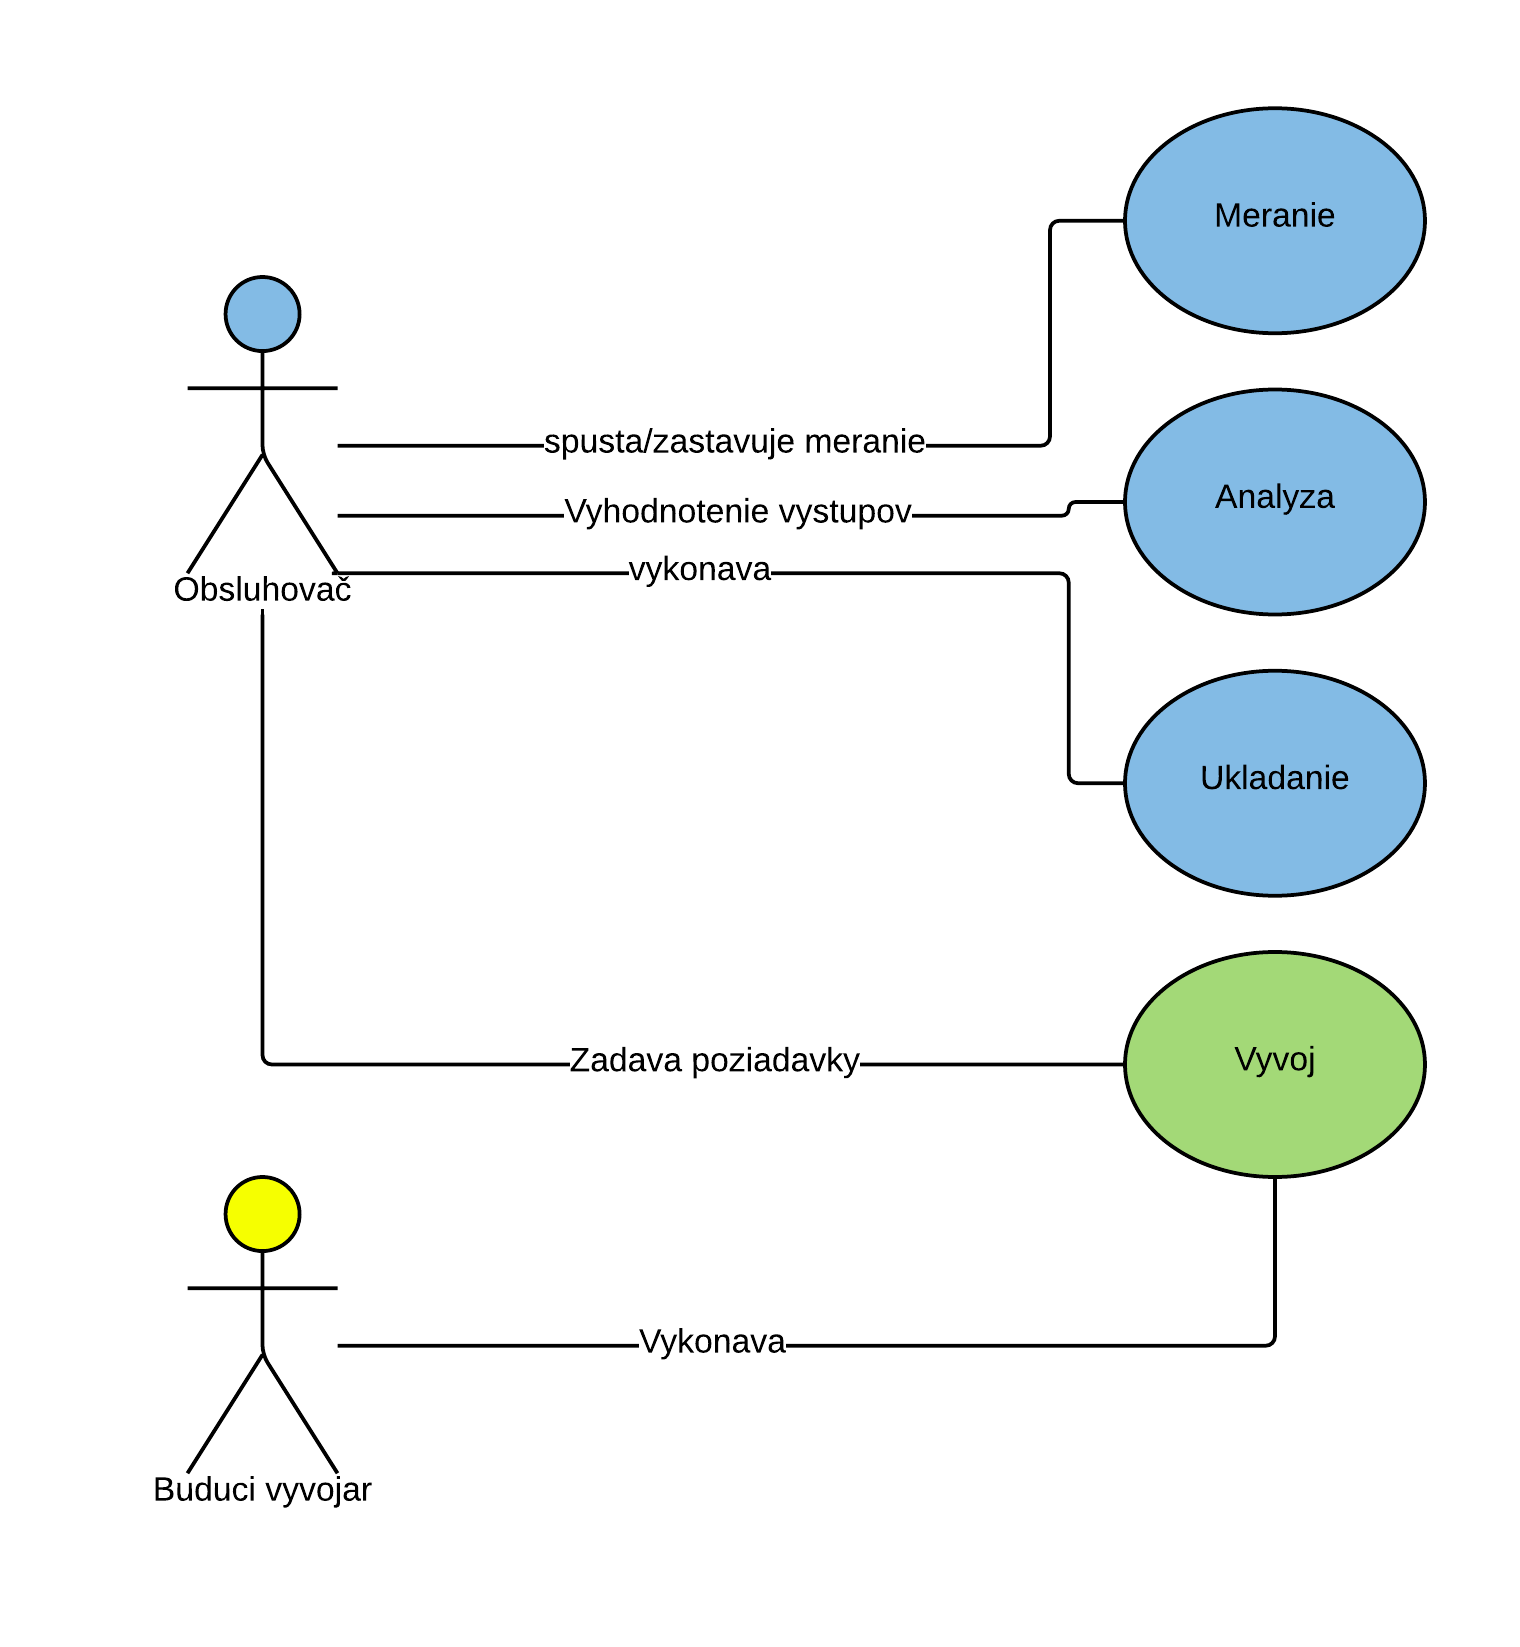 Meranie
spusta/zastavuje meranie
Analyza
Vyhodnotenie vystupov
vykonava
Obsluhovač
Ukladanie
Zadava poziadavky
Vyvoj
Vykonava
Buduci vyvojar